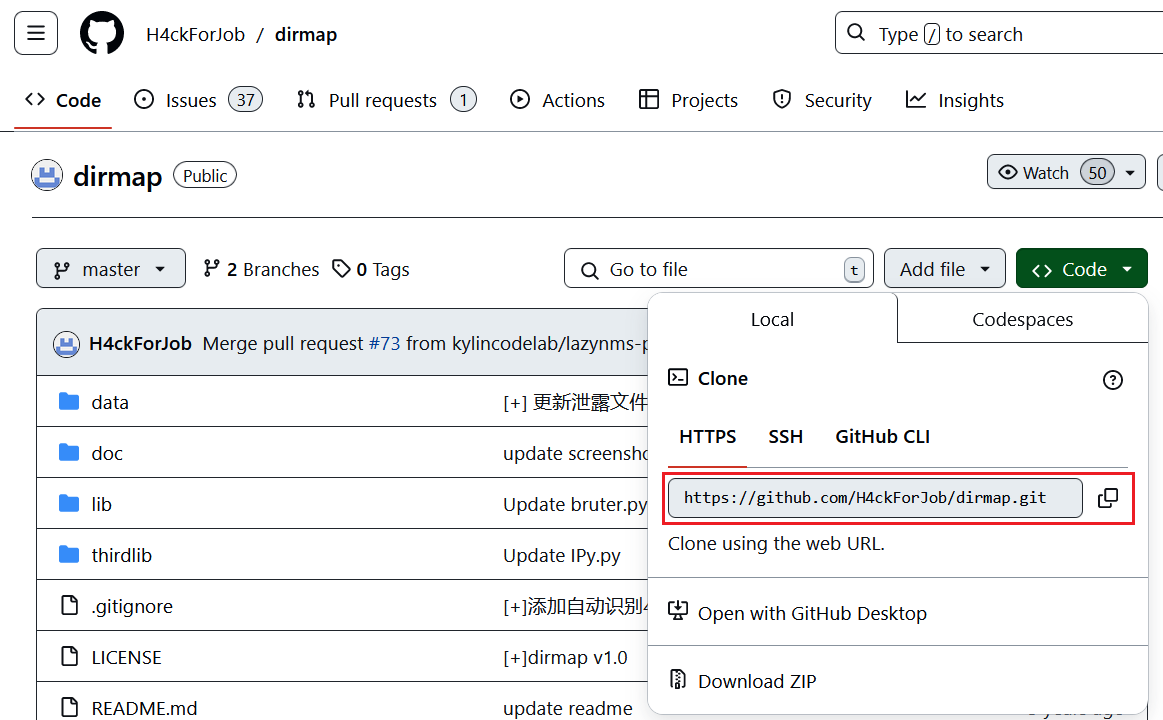 H4ckForJob / dirmap
Type / to search
Code Issues 37 Pull requests 1 Actions Projects Security Insights
dirmap Public
Watch 50
master 2 Branches 0 Tags
Go to file t Add file Code
Local Codespaces
H4ckForJob Merge pull request #73 from kylincodelab/lazynms-
Clone
data [+] 更新泄露文件
HTTPS SSH GitHub CLI
doc update screensho
https://github.com/H4ckForJob/dirmap.git
lib Update bruter.py
Clone using the web URL.
thirdlib Update IPy.py
.gitignore [+]添加自动识别
Open with GitHub Desktop
LICENSE [+]dirmap v1.0
Download ZIP
README.md update readme